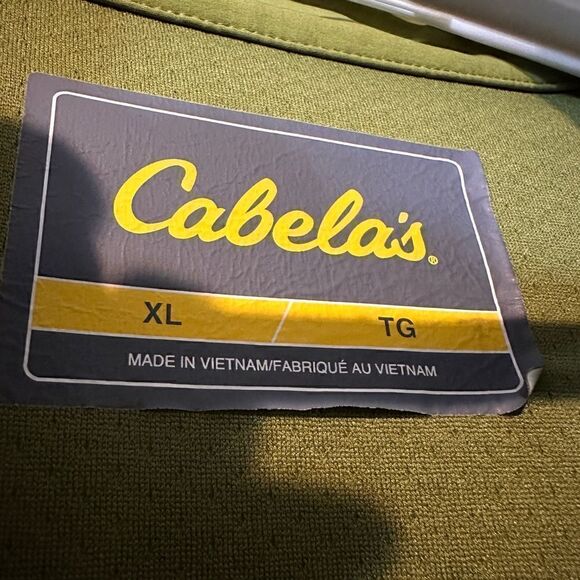 Cabela's®
XL / TG
MADE IN VIETNAM/FABRIQUÉ AU VIETNAM